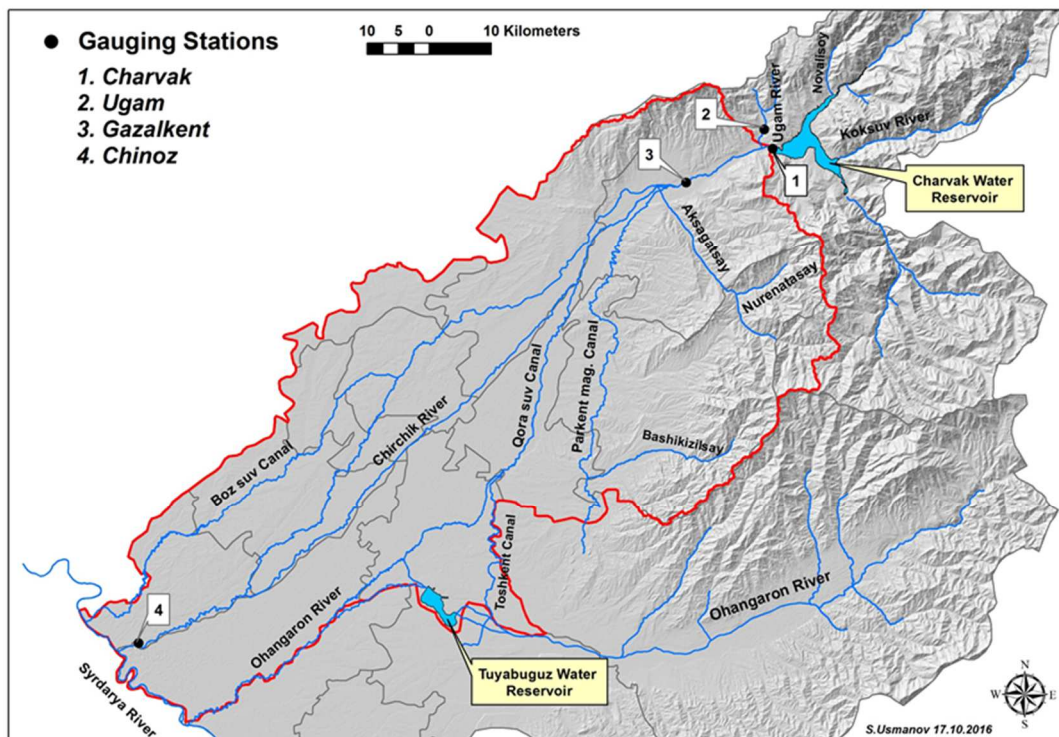 Gauging Stations
1. Charvak
2. Ugam
3. Gazalkent
4. Chinoz
10 5 0 10 Kilometers
Novalisoy
Ugam River
2
Koksuv River
3
1
Charvak Water
Reservoir
Aksagatsay
Nurenatasay
Qora suv Canal
Parkent mag. Canal
Chirchik River
Bashikizilsay
Boz suv Canal
Toshkent Canal
Ohangaron River
Ohangaron River
4
Tuyabuguz Water
Reservoir
Syrdarya River
N
W E
S
S.Usmanov 17.10.2016